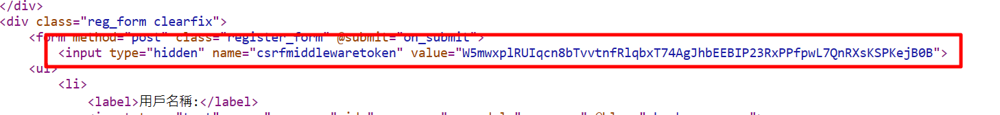 </div>
<div class="reg_form clearfix">
<form method="post" class="register_form" @submit="on_submit">
<input type="hidden" name="csrfmiddlewaretoken" value="W5mwxplRUIqcn8bTvvtnfRlqbxT74AgJhbEEBIP23RxPPfpwL7QnRXsKSPKejB0B">
<ul>
<li>
<label>用戶名稱:</label>